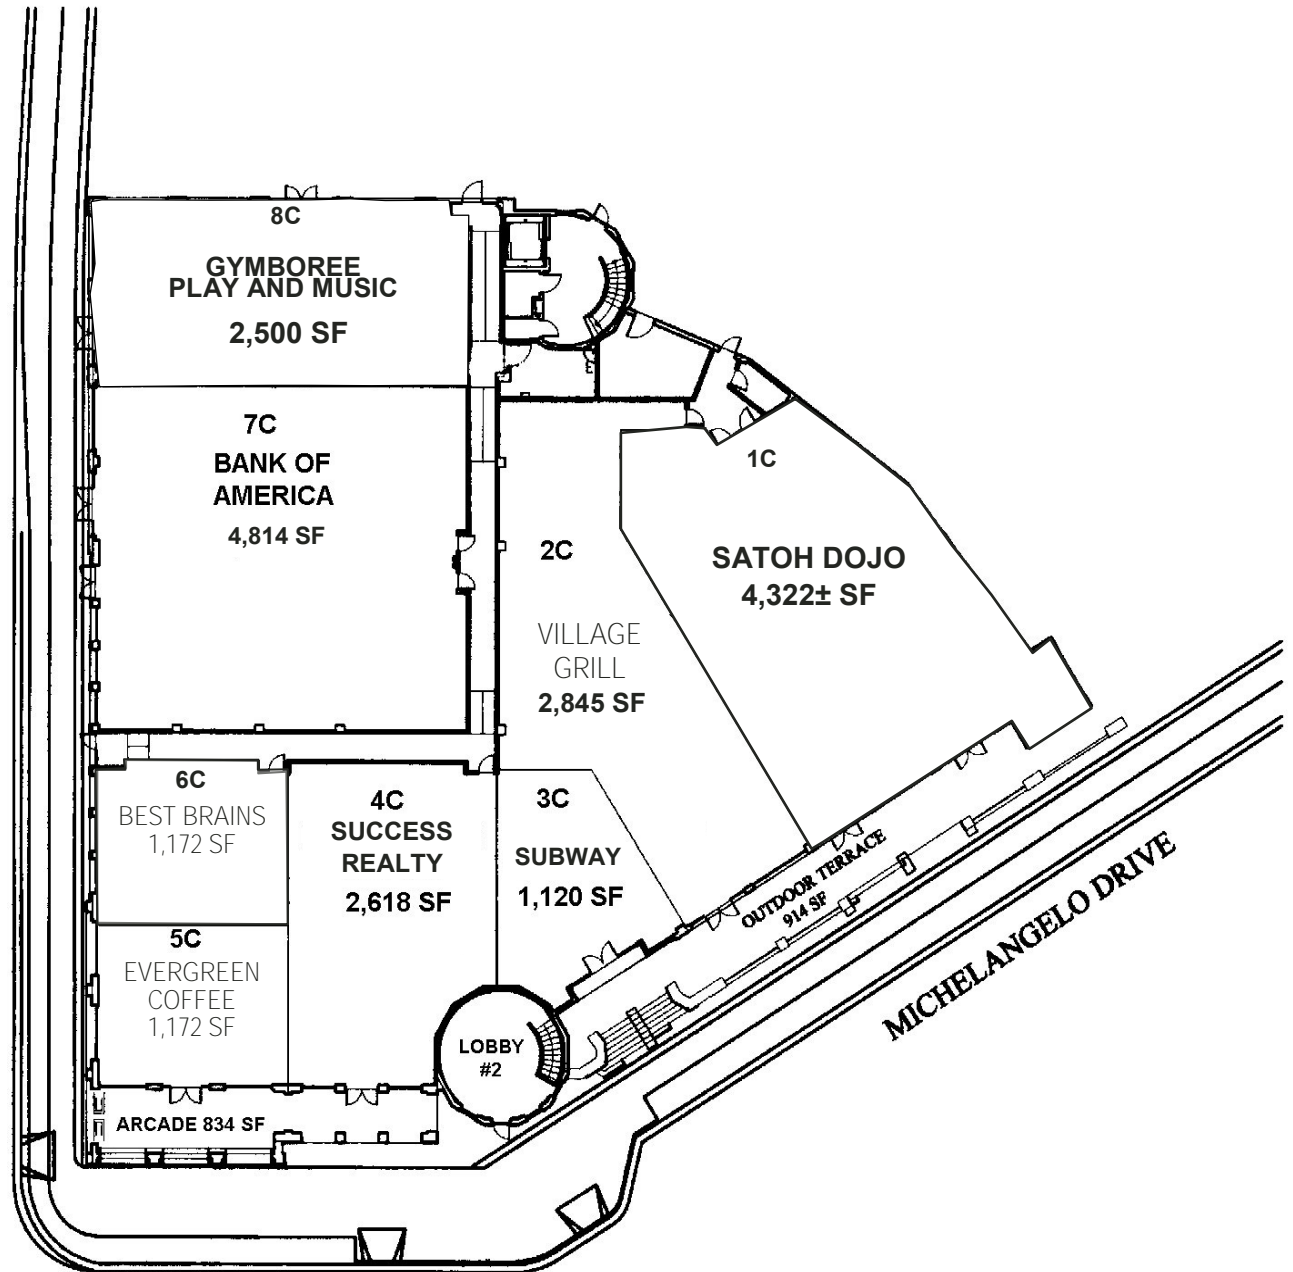 8C
GYMBOREE
PLAY AND MUSIC
2,500 SF
7C
BANK OF
AMERICA
4,814 SF
1C
SATOH DOJO
4,322± SF
2C
VILLAGE
GRILL
2,845 SF
6C
BEST BRAINS
1,172 SF
4C
SUCCESS
REALTY
2,618 SF
3C
SUBWAY
1,120 SF
OUTDOOR TERRACE
914 SF
5C
EVERGREEN
COFFEE
1,172 SF
LOBBY
#2
ARCADE 834 SF
MICHELANGELO DRIVE